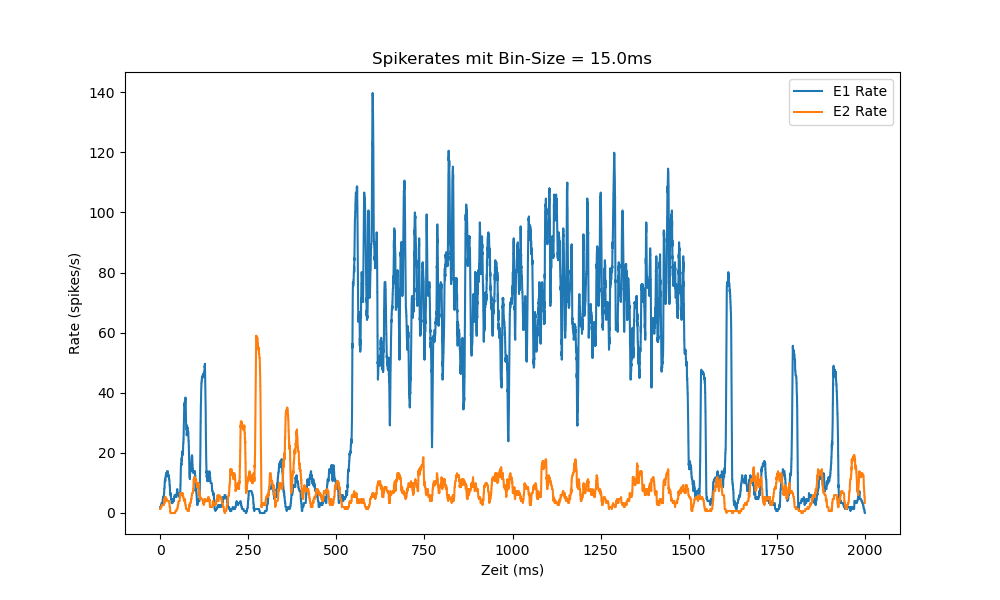 Spikerates mit Bin-Size = 15.0ms
E1 Rate
E2 Rate
140
120
100
80
60
40
20
0
Rate (spikes/s)
0 250 500 750 1000 1250 1500 1750 2000
Zeit (ms)